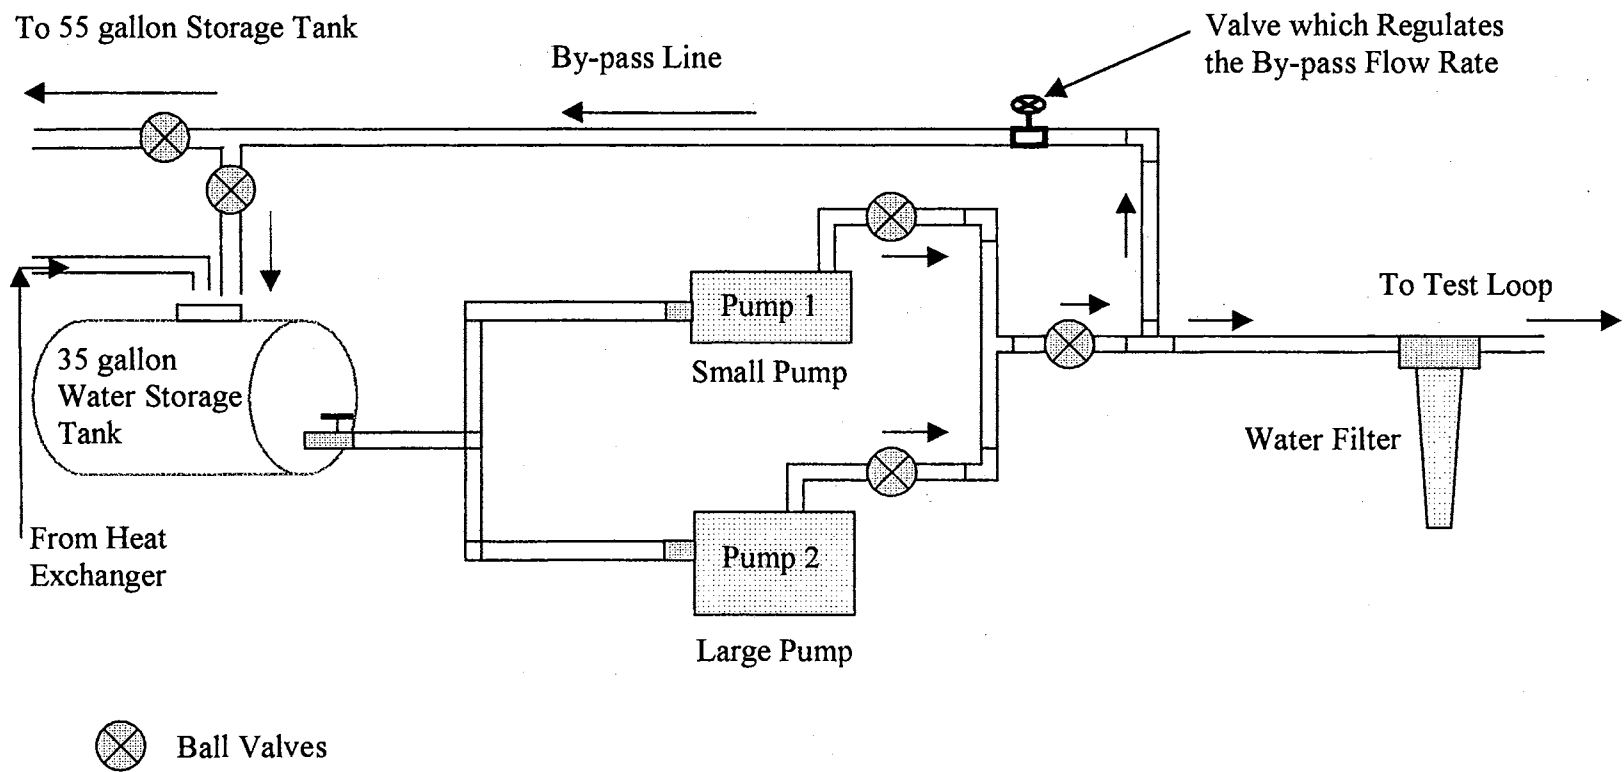 To 55 gallon Storage Tank
By-pass Line
Valve which Regulates
the By-pass Flow Rate
Pump 1
Small Pump
To Test Loop
35 gallon
Water Storage
Tank
Water Filter
From Heat
Exchanger
Pump 2
Large Pump
Ball Valves